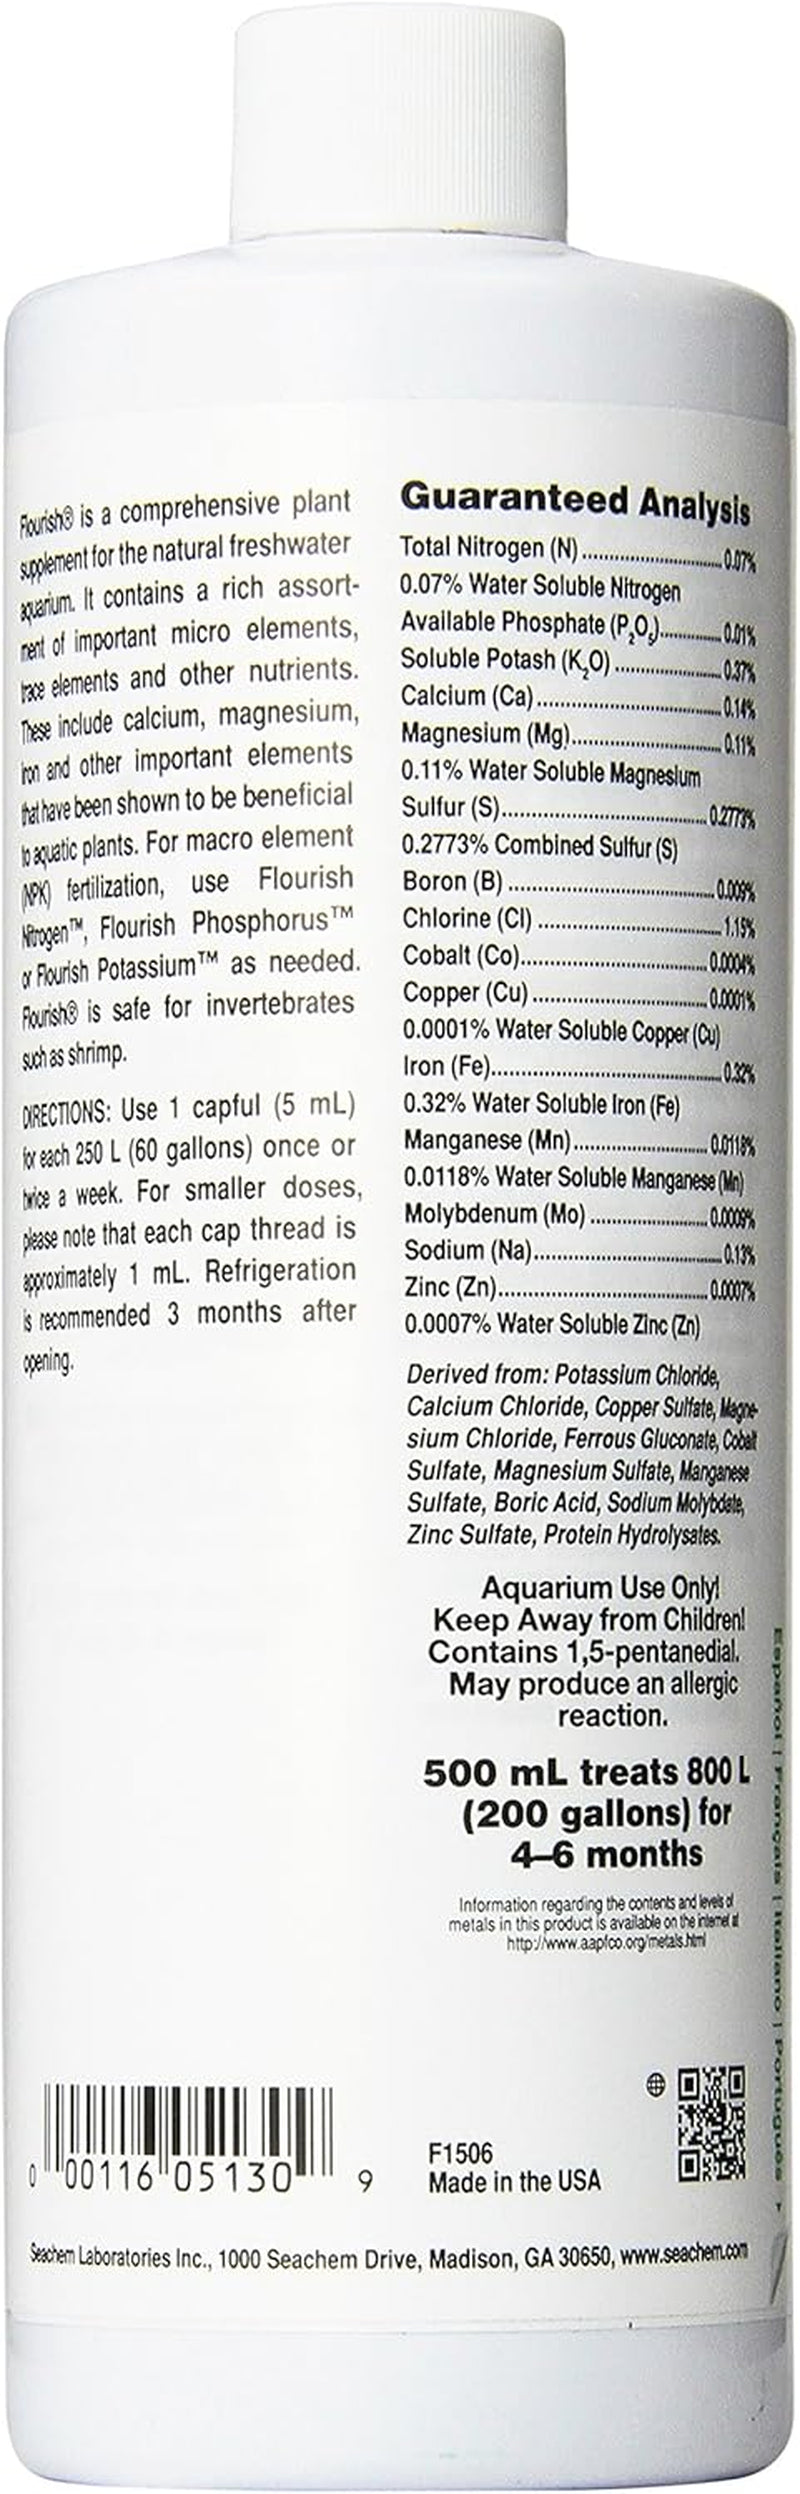 Flourish® is a comprehensive plant
supplement for the natural freshwater
aquarium. It contains a rich assort-
ment of important micro elements,
trace elements and other nutrients.
These include calcium, magnesium,
iron and other important elements
that have been shown to be beneficial
to aquatic plants. For macro element
(NPK) fertilization, use Flourish
Nitrogen™, Flourish Phosphorus™
or Flourish Potassium™ as needed.
Flourish® is safe for invertebrates
such as shrimp.
DIRECTIONS: Use 1 capful (5 mL)
for each 250 L (60 gallons) once or
twice a week. For smaller doses,
please note that each cap thread is
approximately 1 mL. Refrigeration
is recommended 3 months after
opening.
Guaranteed Analysis
Total Nitrogen (N) ........................ 0.07%
0.07% Water Soluble Nitrogen
Available Phosphate (P₂O₅)............. 0.01%
Soluble Potash (K₂O) ................... 0.37%
Calcium (Ca)............................... 0.14%
Magnesium (Mg).......................... 0.11%
0.11% Water Soluble Magnesium
Sulfur (S)................................... 0.2773%
0.2773% Combined Sulfur (S)
Boron (B) .................................. 0.009%
Chlorine (Cl) .............................. 1.15%
Cobalt (Co)................................ 0.0004%
Copper (Cu) ............................... 0.0001%
0.0001% Water Soluble Copper (Cu)
Iron (Fe).................................... 0.32%
0.32% Water Soluble Iron (Fe)
Manganese (Mn)......................... 0.0118%
0.0118% Water Soluble Manganese (Mn)
Molybdenum (Mo) ...................... 0.0009%
Sodium (Na)............................... 0.13%
Zinc (Zn)................................... 0.0007%
0.0007% Water Soluble Zinc (Zn)
Derived from: Potassium Chloride,
Calcium Chloride, Copper Sulfate, Magne-
sium Chloride, Ferrous Gluconate, Cobalt
Sulfate, Magnesium Sulfate, Manganese
Sulfate, Boric Acid, Sodium Molybdate,
Zinc Sulfate, Protein Hydrolysates.
Aquarium Use Only!
Keep Away from Children!
Contains 1,5-pentanedial.
May produce an allergic
reaction.
500 mL treats 800 L
(200 gallons) for
4–6 months
Information regarding the contents and levels of
metals in this product is available on the internet at
http://www.aapfco.org/metals.html
Español | Français | Italiano | Português
0 00116 05130 9
F1506
Made in the USA
Seachem Laboratories Inc., 1000 Seachem Drive, Madison, GA 30650, www.seachem.com